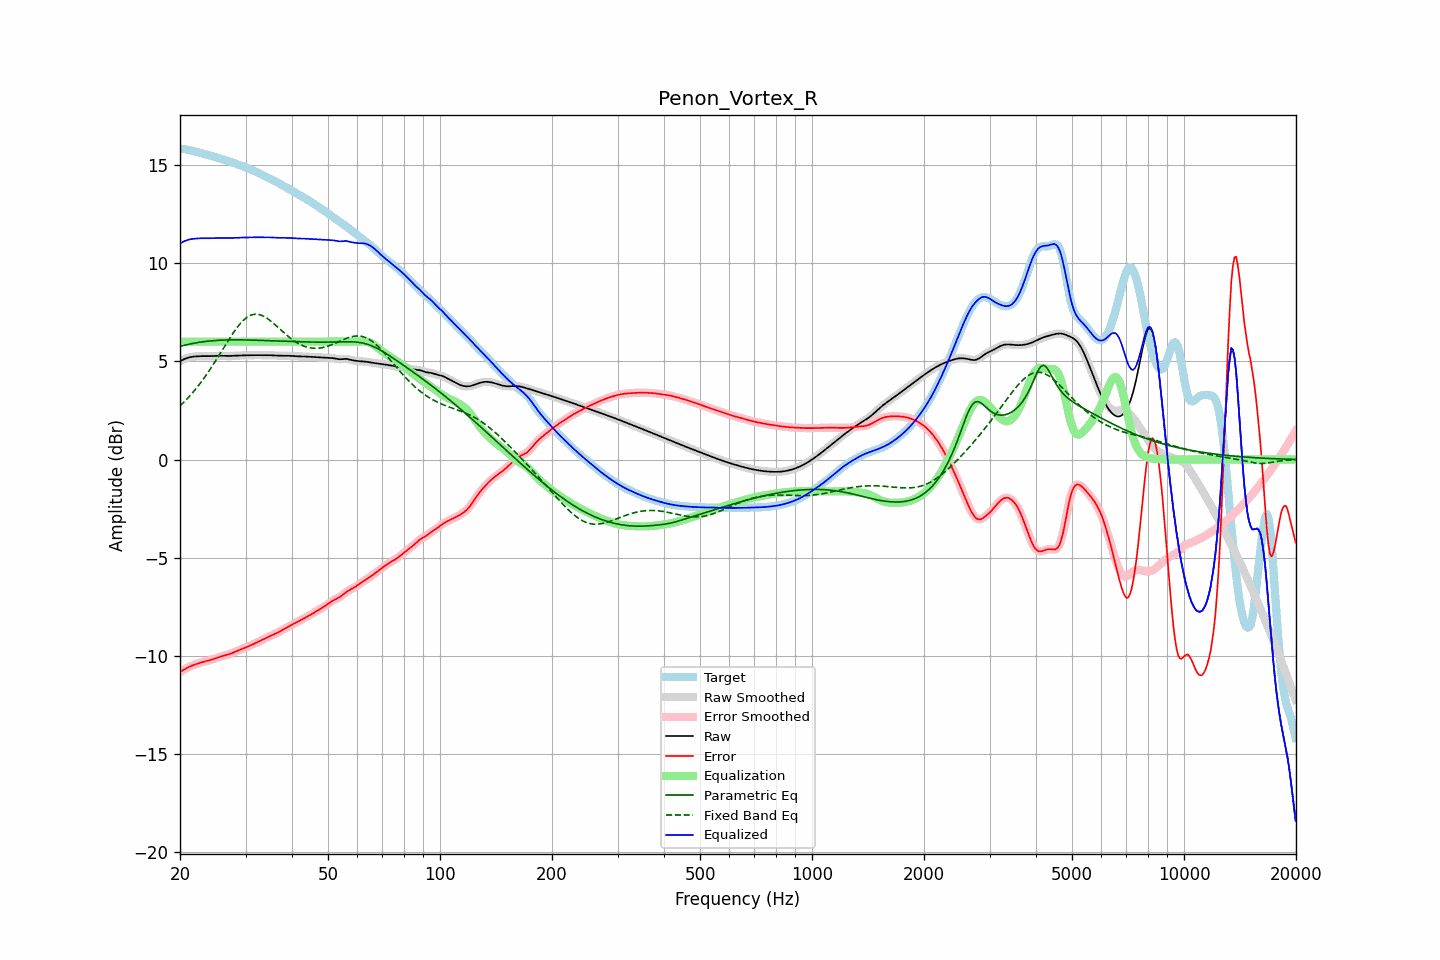 Penon_Vortex_R
Amplitude (dBr)
15
10
5
0
−5
−10
−15
−20
Target
Raw Smoothed
Error Smoothed
Raw
Error
Equalization
Parametric Eq
Fixed Band Eq
Equalized
20
50
100
200
500
1000
2000
5000
10000
20000
Frequency (Hz)